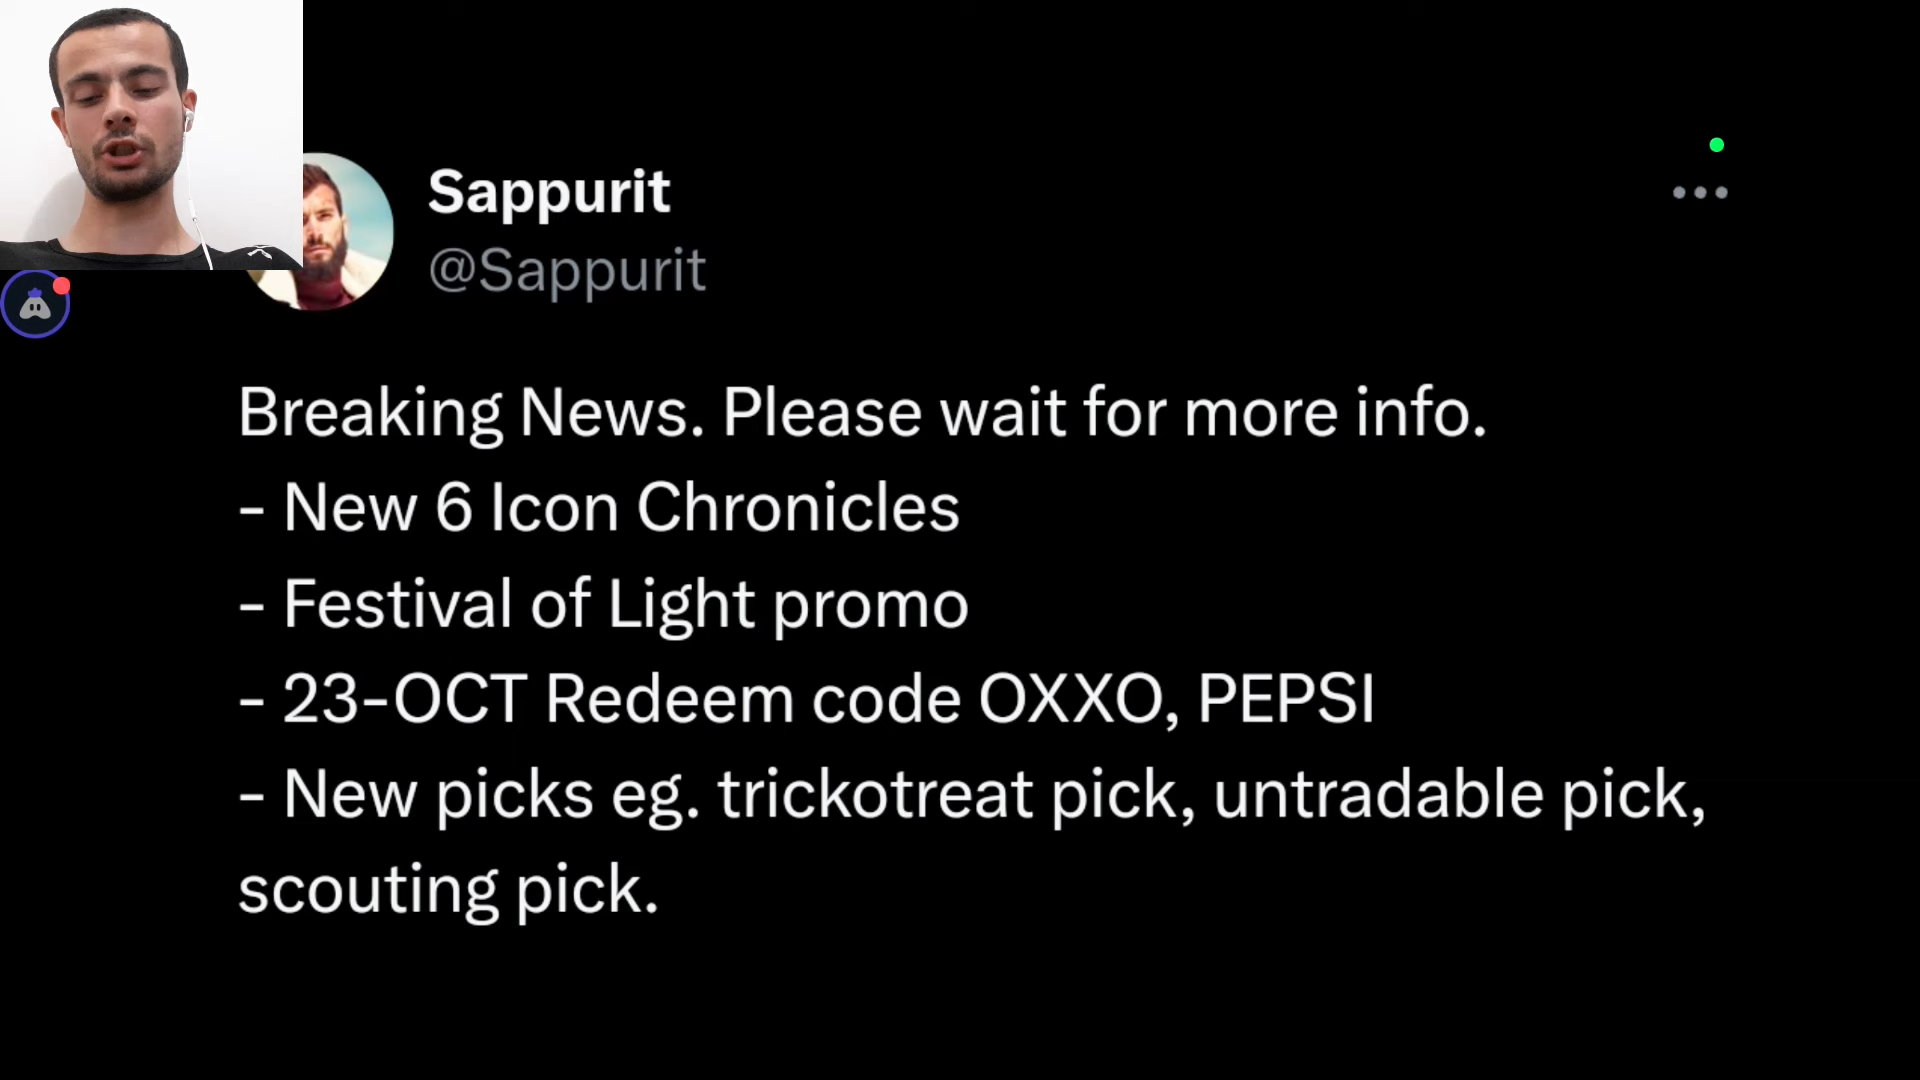 Sappurit
@Sappurit
Breaking News. Please wait for more info.
- New 6 Icon Chronicles
- Festival of Light promo
- 23-OCT Redeem code OXXO, PEPSI
- New picks eg. trickotreat pick, untradable pick,
scouting pick.